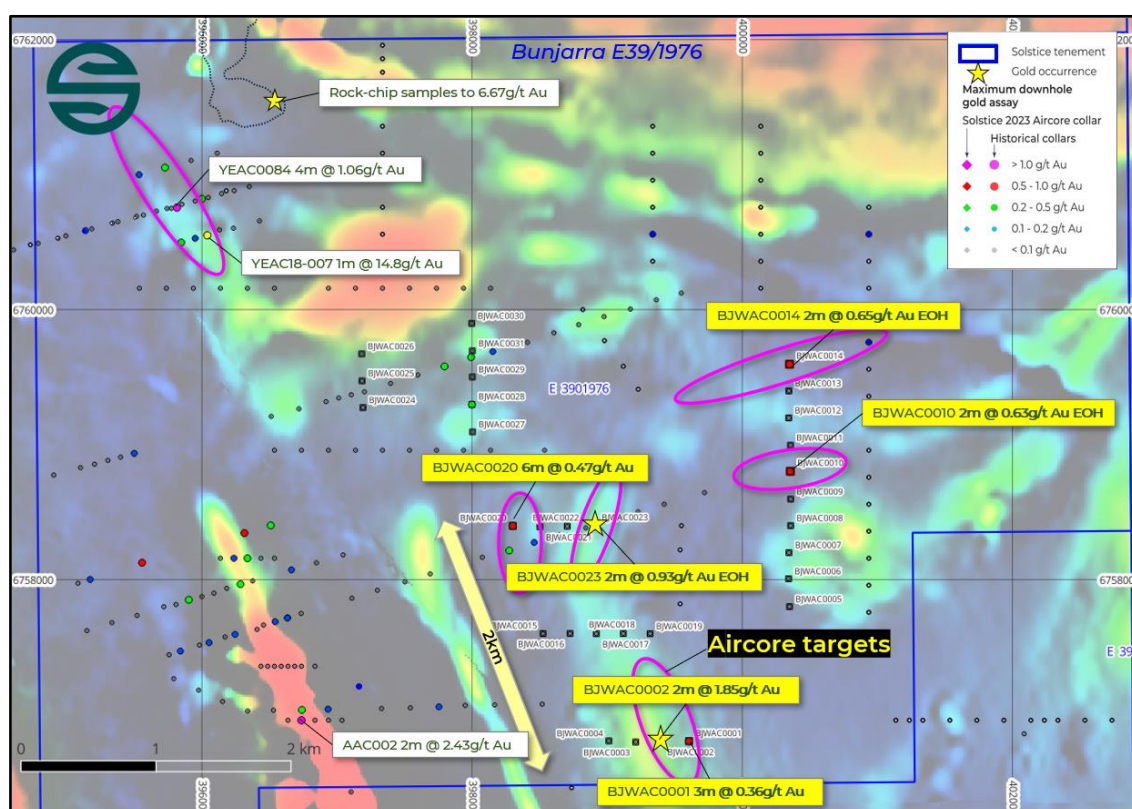 6762000
396000
398000
400000
Bunjarra E39/1976
Solstice tenement
Gold occurrence
Maximum downhole
gold assay
Solstice 2023 Aircore collar
Historical collars
> 1.0 g/t Au
0.5 - 1.0 g/t Au
0.2 - 0.5 g/t Au
0.1 - 0.2 g/t Au
< 0.1 g/t Au
Rock-chip samples to 6.67g/t Au
YEAC0084 4m @ 1.06g/t Au
YEAC18-007 1m @ 14.8g/t Au
6760000
6760000
BJWAC0014 2m @ 0.65g/t Au EOH
BJWAC0030
BJWAC0026
BJWAC0031
BJWAC0014
BJWAC0025
BJWAC0029
BJWAC0013
E 3901976
BJWAC0024
BJWAC0028
BJWAC0012
BJWAC0010 2m @ 0.63g/t Au EOH
BJWAC0027
BJWAC0011
BJWAC0020 6m @ 0.47g/t Au
BJWAC0010
BJWAC0009
BJWAC0020
BJWAC0022
BJWAC0023
BJWAC0008
BJWAC0021
BJWAC0007
BJWAC0023 2m @ 0.93g/t Au EOH
BJWAC0006
6758000
6758000
BJWAC0005
2km
BJWAC0015
BJWAC0018
BJWAC0019
BJWAC0016
BJWAC0017
Aircore targets
E 39
BJWAC0002 2m @ 1.85g/t Au
AAC002 2m @ 2.43g/t Au
BJWAC0004
BJWAC0001
BJWAC0003
BJWAC0002
0 1 2 km
BJWAC0001 3m @ 0.36g/t Au
396000
398000
400000